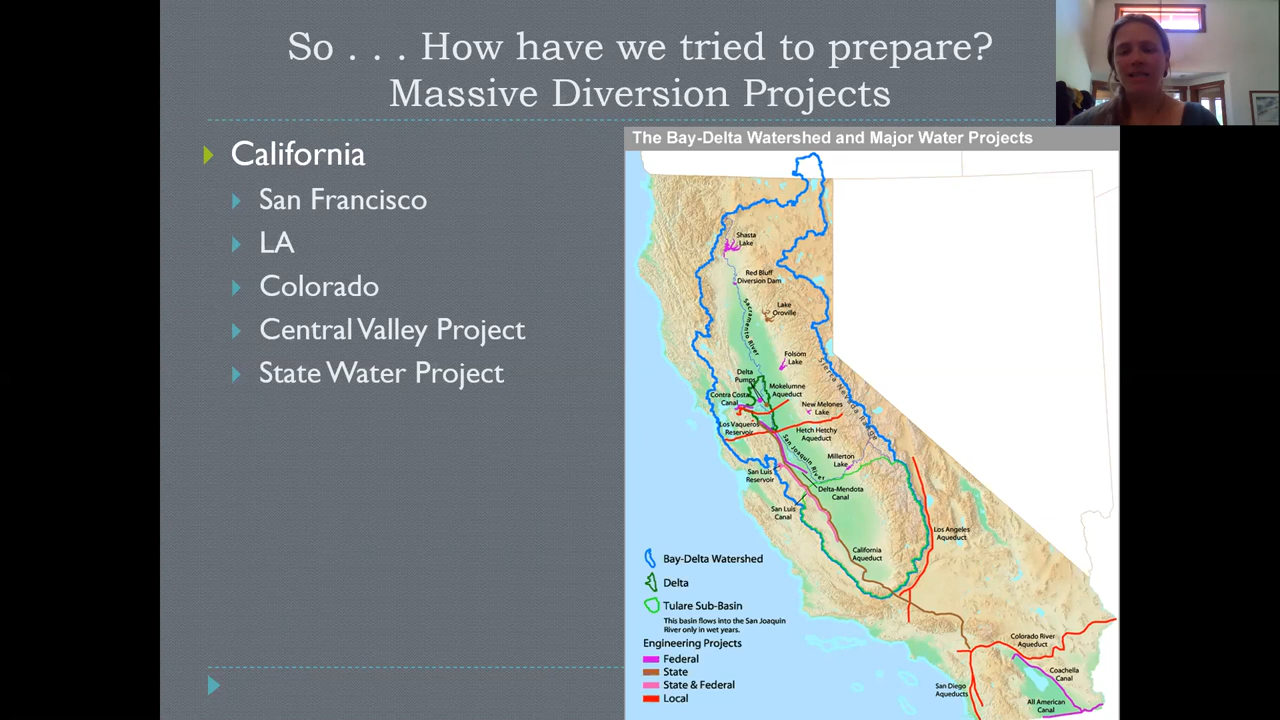 So . . . How have we tried to prepare?
Massive Diversion Projects
California
San Francisco
LA
Colorado
Central Valley Project
State Water Project
The Bay-Delta Watershed and Major Water Projects
Shasta
Lake
Red Bluff
Diversion Dam
Sacramento River
Lake
Oroville
Folsom
Lake
Sierra Nevada Range
Delta
Pumps
Mokelumne
Aqueduct
Contra Costa
Canal
New Melones
Lake
Los Vaqueros
Reservoir
Hetch Hetchy
Aqueduct
San Joaquin River
Millerton
Lake
San Luis
Reservoir
Delta-Mendota
Canal
San Luis
Canal
Los Angeles
Aqueduct
California
Aqueduct
Bay-Delta Watershed
Delta
Tulare Sub-Basin
This basin flows into the San Joaquin
River only in wet years.
Engineering Projects
Federal
State
State & Federal
Local
Colorado River
Aqueduct
Coachella
Canal
San Diego
Aqueducts
All American
Canal